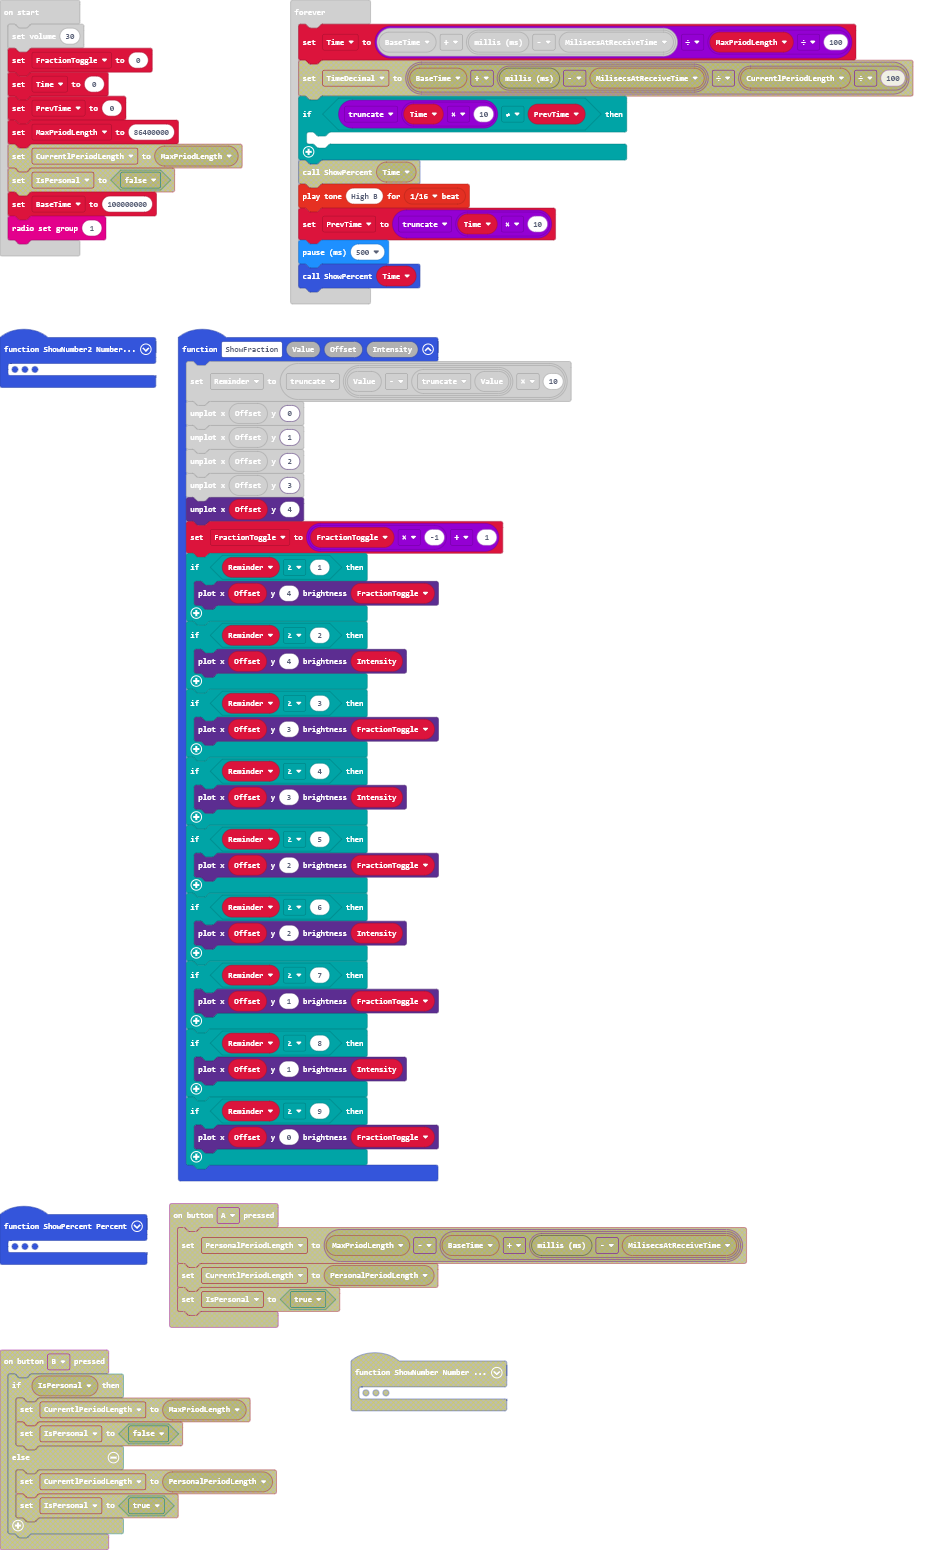 on start
set volume 30
set FractionToggle to 0
set Time to 0
set PrevTime to 0
set MaxPriodLength to 86400000
set CurrentlPeriodLength to MaxPriodLength
set IsPersonal to false
set BaseTime to 100000000
radio set group 1
forever
set Time to BaseTime + millis (ms) - MilisecsAtReceiveTime ÷ MaxPriodLength ÷ 100
set TimeDecimal to BaseTime + millis (ms) - MilisecsAtReceiveTime ÷ CurrentlPeriodLength ÷ 100
if truncate Time × 10 ≠ PrevTime then
call ShowPercent Time
play tone High B for 1/16 beat
set PrevTime to truncate Time × 10
pause (ms) 500
call ShowPercent Time
function ShowNumber2 Number...
function ShowFraction Value Offset Intensity
set Reminder to truncate Value - truncate Value × 10
unplot x Offset y 0
unplot x Offset y 1
unplot x Offset y 2
unplot x Offset y 3
unplot x Offset y 4
set FractionToggle to FractionToggle × -1 + 1
if Reminder ≥ 1 then
plot x Offset y 4 brightness FractionToggle
if Reminder ≥ 2 then
plot x Offset y 4 brightness Intensity
if Reminder ≥ 3 then
plot x Offset y 3 brightness FractionToggle
if Reminder ≥ 4 then
plot x Offset y 3 brightness Intensity
if Reminder ≥ 5 then
plot x Offset y 2 brightness FractionToggle
if Reminder ≥ 6 then
plot x Offset y 2 brightness Intensity
if Reminder ≥ 7 then
plot x Offset y 1 brightness FractionToggle
if Reminder ≥ 8 then
plot x Offset y 1 brightness Intensity
if Reminder ≥ 9 then
plot x Offset y 0 brightness FractionToggle
function ShowPercent Percent
on button A pressed
set PersonalPeriodLength to MaxPriodLength - BaseTime + millis (ms) - MilisecsAtReceiveTime
set CurrentlPeriodLength to PersonalPeriodLength
set IsPersonal to true
on button B pressed
if IsPersonal then
set CurrentlPeriodLength to MaxPriodLength
set IsPersonal to false
else
set CurrentlPeriodLength to PersonalPeriodLength
set IsPersonal to true
function ShowNumber Number ...